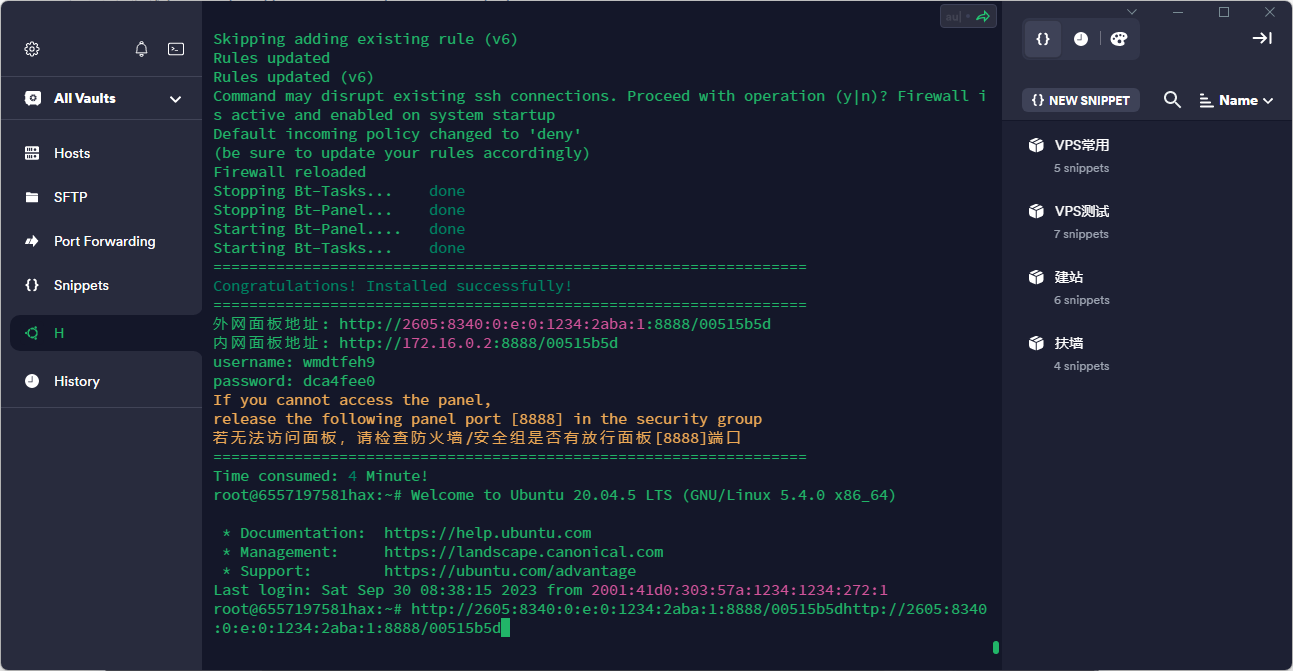 All Vaults
Hosts
SFTP
Port Forwarding
Snippets
H
History
Skipping adding existing rule (v6)
Rules updated
Rules updated (v6)
Command may disrupt existing ssh connections. Proceed with operation (y|n)? Firewall i
s active and enabled on system startup
Default incoming policy changed to 'deny'
(be sure to update your rules accordingly)
Firewall reloaded
Stopping Bt-Tasks... done
Stopping Bt-Panel... done
Starting Bt-Panel.... done
Starting Bt-Tasks... done
==================================================================
Congratulations! Installed successfully!
==================================================================
外网面板地址: http://2605:8340:0:e:0:1234:2aba:1:8888/00515b5d
内网面板地址: http://172.16.0.2:8888/00515b5d
username: wmdtfeh9
password: dca4fee0
If you cannot access the panel,
release the following panel port [8888] in the security group
若无法访问面板，请检查防火墙/安全组是否有放行面板[8888]端口
==================================================================
Time consumed: 4 Minute!
root@6557197581hax:~# Welcome to Ubuntu 20.04.5 LTS (GNU/Linux 5.4.0 x86_64)
* Documentation: https://help.ubuntu.com
* Management: https://landscape.canonical.com
* Support: https://ubuntu.com/advantage
Last login: Sat Sep 30 08:38:15 2023 from 2001:41d0:303:57a:1234:1234:272:1
root@6557197581hax:~# http://2605:8340:0:e:0:1234:2aba:1:8888/00515b5dhttp://2605:8340
:0:e:0:1234:2aba:1:8888/00515b5d
{} NEW SNIPPET
Name
VPS常用
5 snippets
VPS测试
7 snippets
建站
6 snippets
扶墙
4 snippets